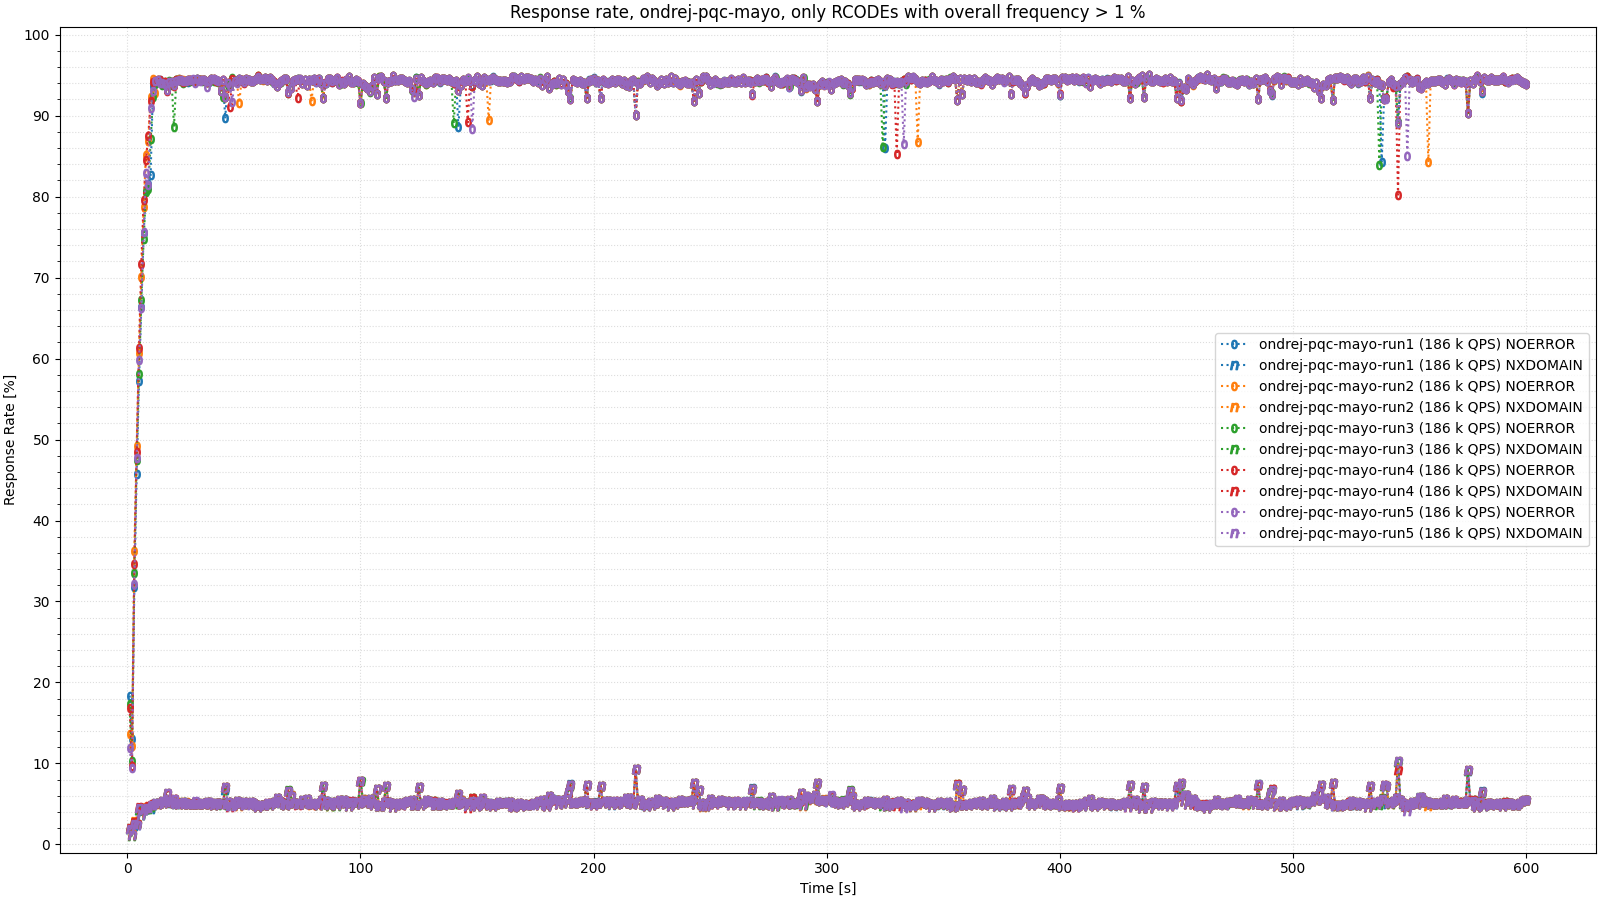 Response rate, ondrej-pqc-mayo, only RCODEs with overall frequency > 1 %
Response Rate [%]
100
90
80
70
60
50
40
30
20
10
0
ondrej-pqc-mayo-run1 (186 k QPS) NOERROR
ondrej-pqc-mayo-run1 (186 k QPS) NXDOMAIN
ondrej-pqc-mayo-run2 (186 k QPS) NOERROR
ondrej-pqc-mayo-run2 (186 k QPS) NXDOMAIN
ondrej-pqc-mayo-run3 (186 k QPS) NOERROR
ondrej-pqc-mayo-run3 (186 k QPS) NXDOMAIN
ondrej-pqc-mayo-run4 (186 k QPS) NOERROR
ondrej-pqc-mayo-run4 (186 k QPS) NXDOMAIN
ondrej-pqc-mayo-run5 (186 k QPS) NOERROR
ondrej-pqc-mayo-run5 (186 k QPS) NXDOMAIN
0 100 200 300 400 500 600
Time [s]